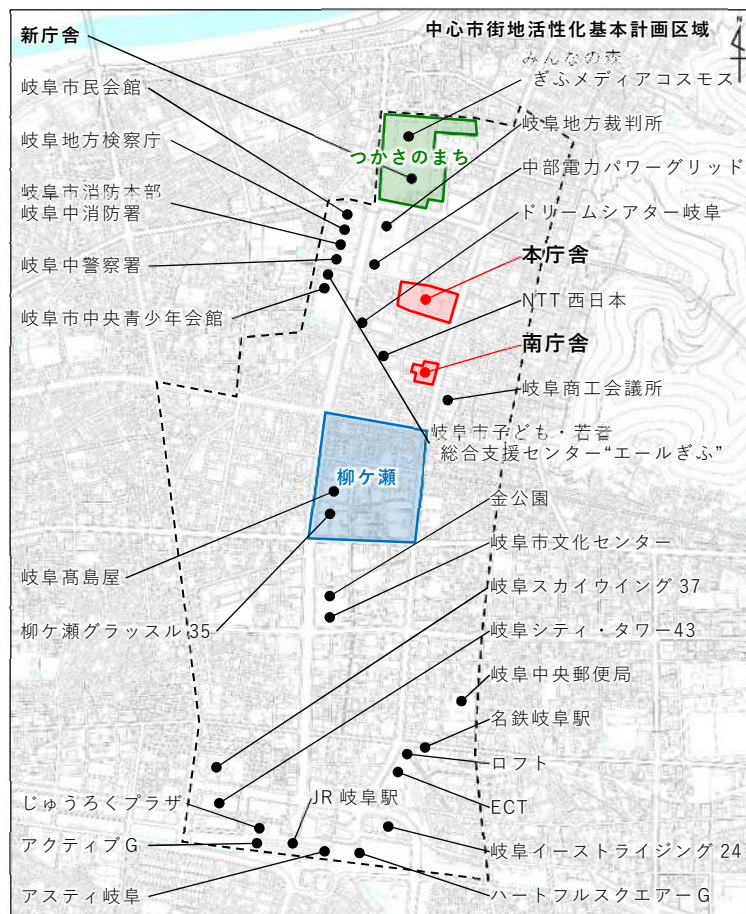 中心市街地活性化基本計画区域
N
新庁舎
みんなの森
ぎふメディアコスモス
岐阜市民会館
岐阜地方裁判所
岐阜地方検察庁
つかさのまち
中部電力パワーグリッド
岐阜市消防本部
岐阜中消防署
ドリームシアター岐阜
岐阜中警察署
本庁舎
NTT西日本
岐阜市中央青少年会館
南庁舎
岐阜商工会議所
岐阜市子ども・若者
総合支援センター“エールぎふ”
柳ケ瀬
金公園
岐阜市文化センター
岐阜髙島屋
岐阜スカイウイング37
柳ケ瀬グラッスル35
岐阜シティ・タワー43
岐阜中央郵便局
名鉄岐阜駅
ロフト
じゅうろくプラザ
JR岐阜駅
ECT
アクティブG
岐阜イーストライジング24
アスティ岐阜
ハートフルスクエアーG